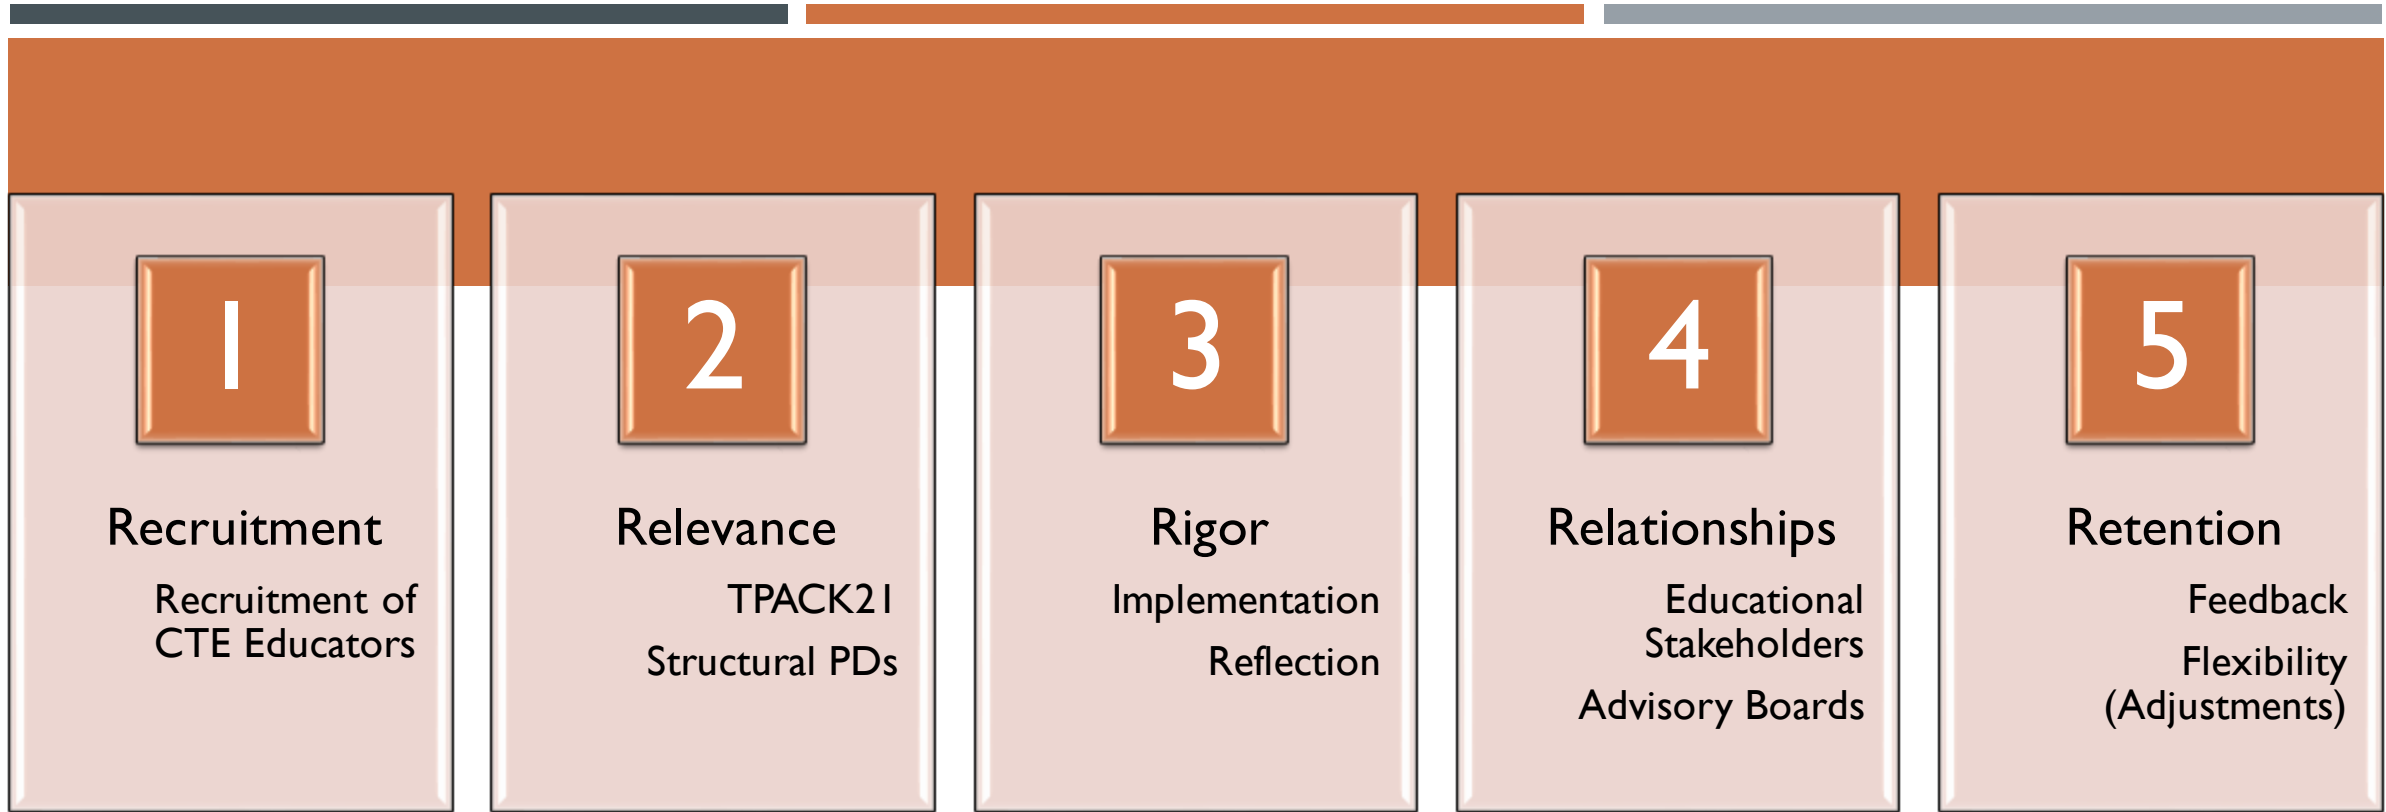 1
Recruitment
Recruitment of
CTE Educators
2
Relevance
TPACK21
Structural PDs
3
Rigor
Implementation
Reflection
4
Relationships
Educational
Stakeholders
Advisory Boards
5
Retention
Feedback
Flexibility
(Adjustments)